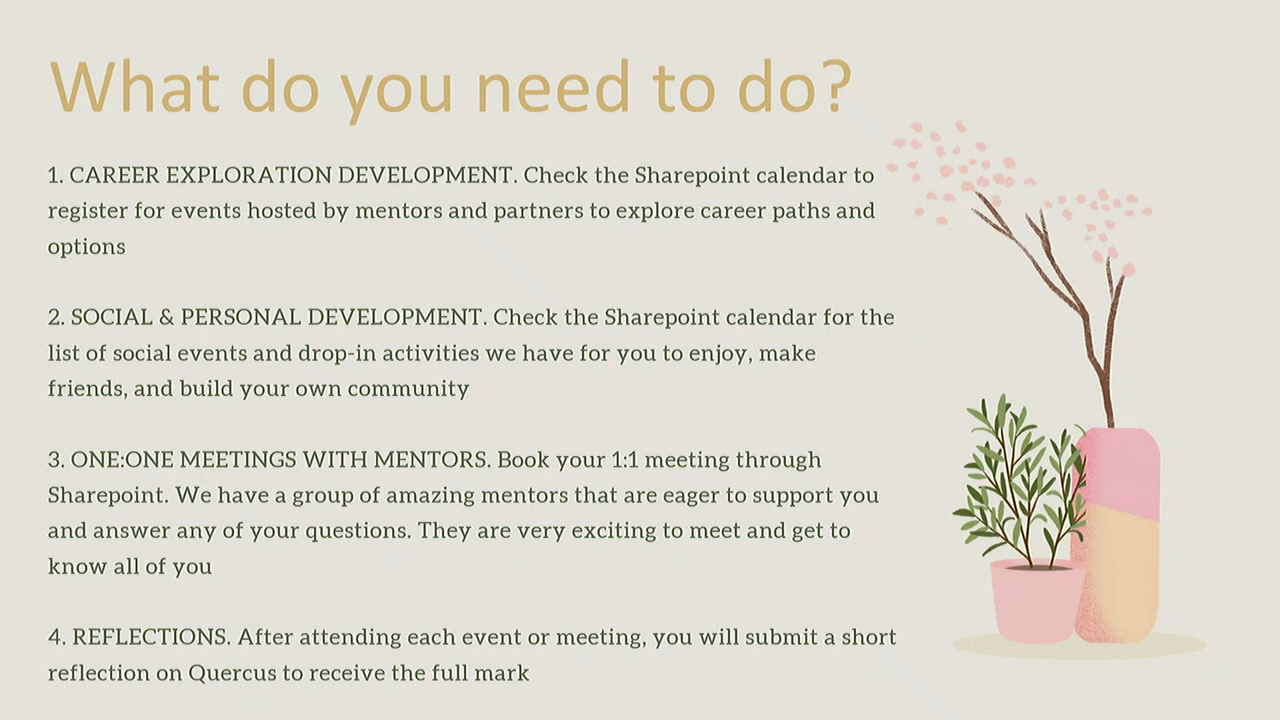 What do you need to do?
1. CAREER EXPLORATION DEVELOPMENT. Check the Sharepoint calendar to
register for events hosted by mentors and partners to explore career paths and
options
2. SOCIAL & PERSONAL DEVELOPMENT. Check the Sharepoint calendar for the
list of social events and drop-in activities we have for you to enjoy, make
friends, and build your own community
3. ONE:ONE MEETINGS WITH MENTORS. Book your 1:1 meeting through
Sharepoint. We have a group of amazing mentors that are eager to support you
and answer any of your questions. They are very exciting to meet and get to
know all of you
4. REFLECTIONS. After attending each event or meeting, you will submit a short
reflection on Quercus to receive the full mark